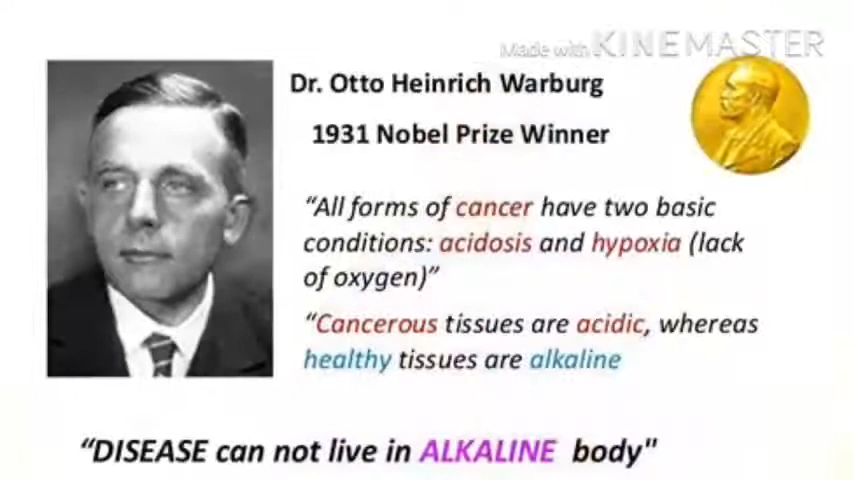 Made with KINEMASTER
Dr. Otto Heinrich Warburg
1931 Nobel Prize Winner
“All forms of cancer have two basic
conditions: acidosis and hypoxia (lack
of oxygen)”
“Cancerous tissues are acidic, whereas
healthy tissues are alkaline
“DISEASE can not live in ALKALINE body"